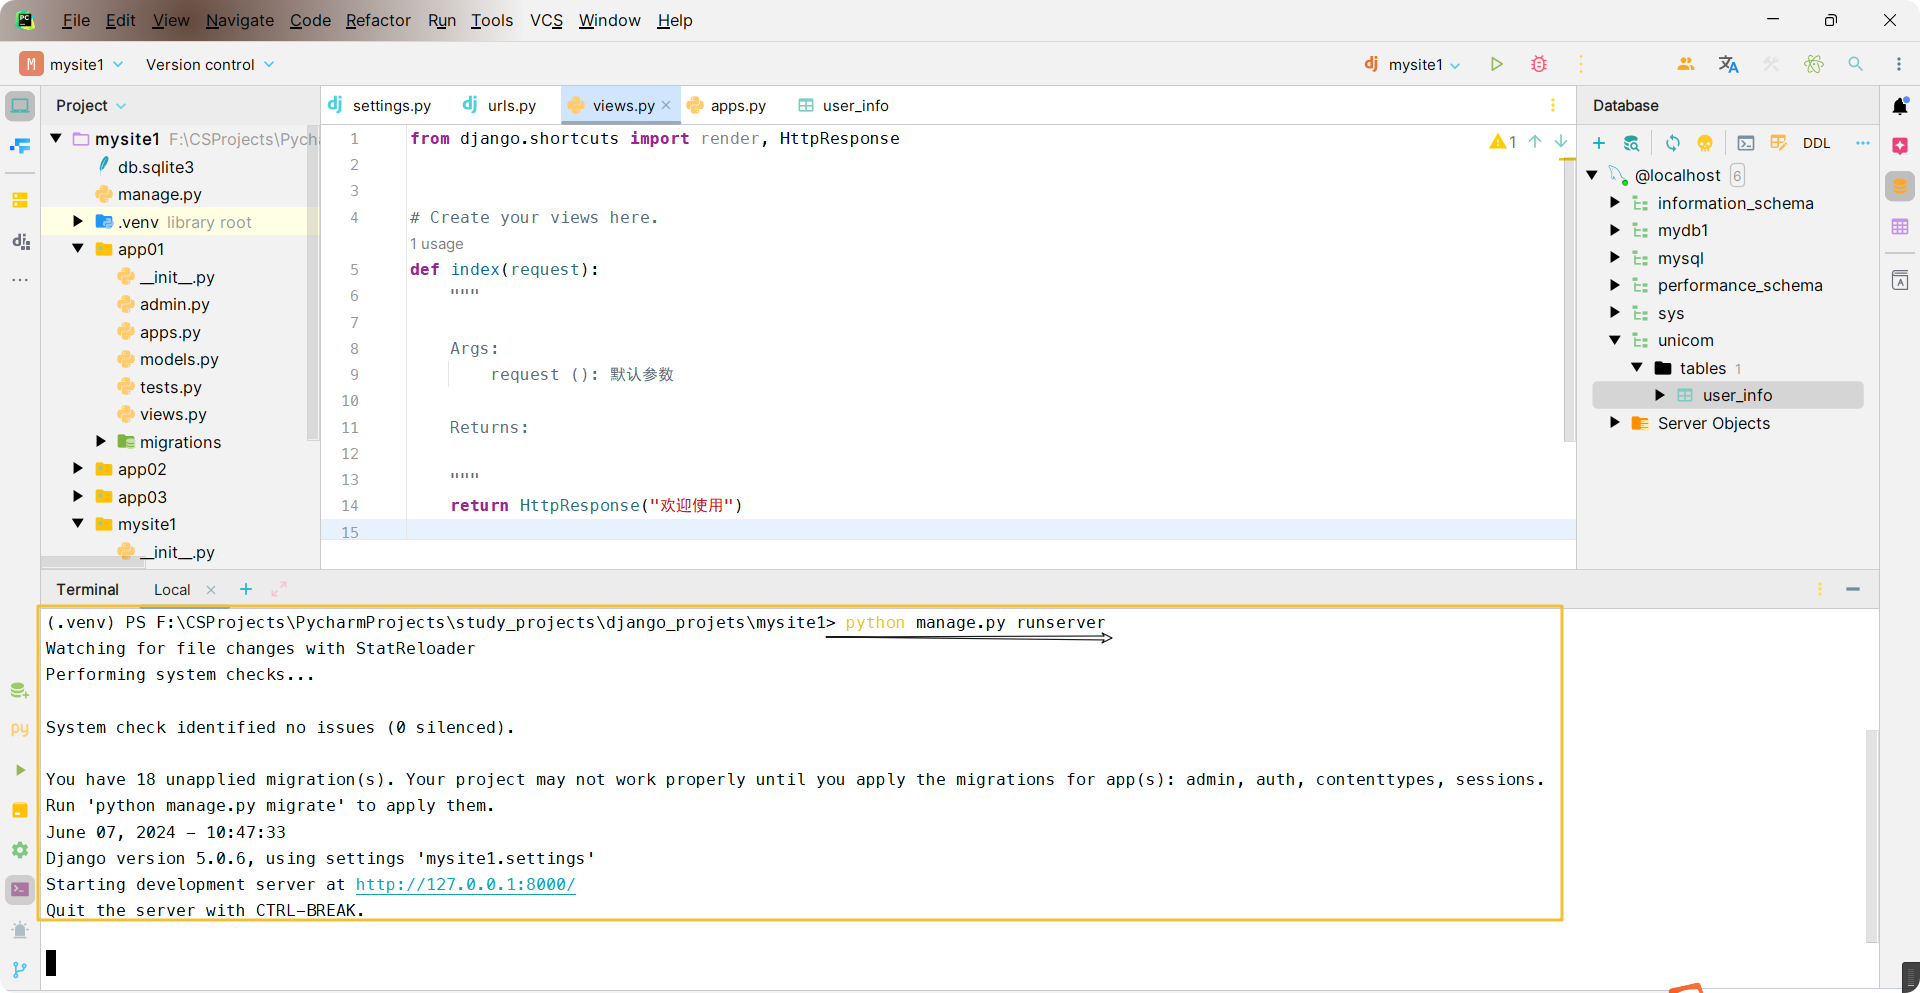 File Edit View Navigate Code Refactor Run Tools VCS Window Help
M mysite1 Version control dj mysite1
Project
mysite1 F:\CSProjects\Pych
db.sqlite3
manage.py
.venv library root
app01
__init__.py
admin.py
apps.py
models.py
tests.py
views.py
migrations
app02
app03
mysite1
__init__.py
settings.py urls.py views.py apps.py user_info
1 from django.shortcuts import render, HttpResponse
2
3
4 # Create your views here.
1 usage
5 def index(request):
6 """
7
8 Args:
9 request (): 默认参数
10
11 Returns:
12
13 """
14 return HttpResponse("欢迎使用")
15
1
Database
DDL
@localhost 6
information_schema
mydb1
mysql
performance_schema
sys
unicom
tables 1
user_info
Server Objects
Terminal Local
(.venv) PS F:\CSProjects\PycharmProjects\study_projects\django_projets\mysite1> python manage.py runserver
Watching for file changes with StatReloader
Performing system checks...
System check identified no issues (0 silenced).
You have 18 unapplied migration(s). Your project may not work properly until you apply the migrations for app(s): admin, auth, contenttypes, sessions.
Run 'python manage.py migrate' to apply them.
June 07, 2024 - 10:47:33
Django version 5.0.6, using settings 'mysite1.settings'
Starting development server at http://127.0.0.1:8000/
Quit the server with CTRL-BREAK.